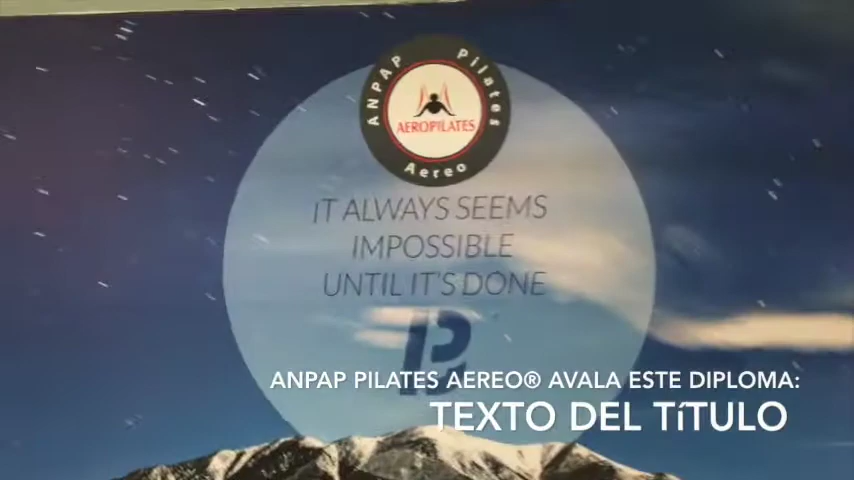 ANPAP Pilates
AEROPILATES
Aereo
IT ALWAYS SEEMS
IMPOSSIBLE
UNTIL IT'S DONE
ANPAP PILATES AEREO® AVALA ESTE DIPLOMA:
TEXTO DEL TíTULO